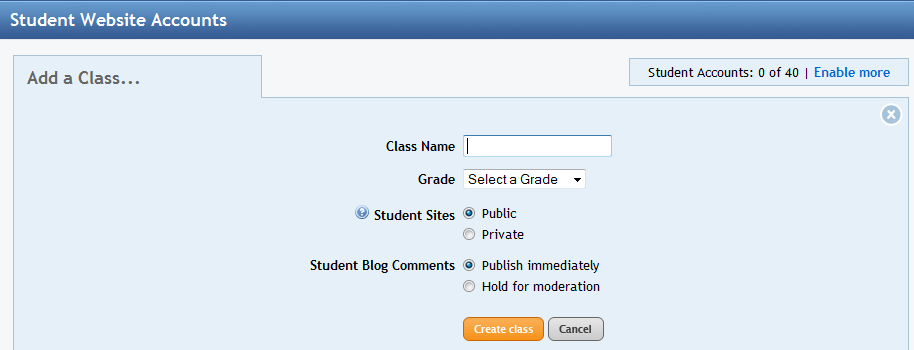 Student Website Accounts
Add a Class...
Student Accounts: 0 of 40 | Enable more
Class Name
Grade Select a Grade
? Student Sites Public
Private
Student Blog Comments Publish immediately
Hold for moderation
Create class Cancel